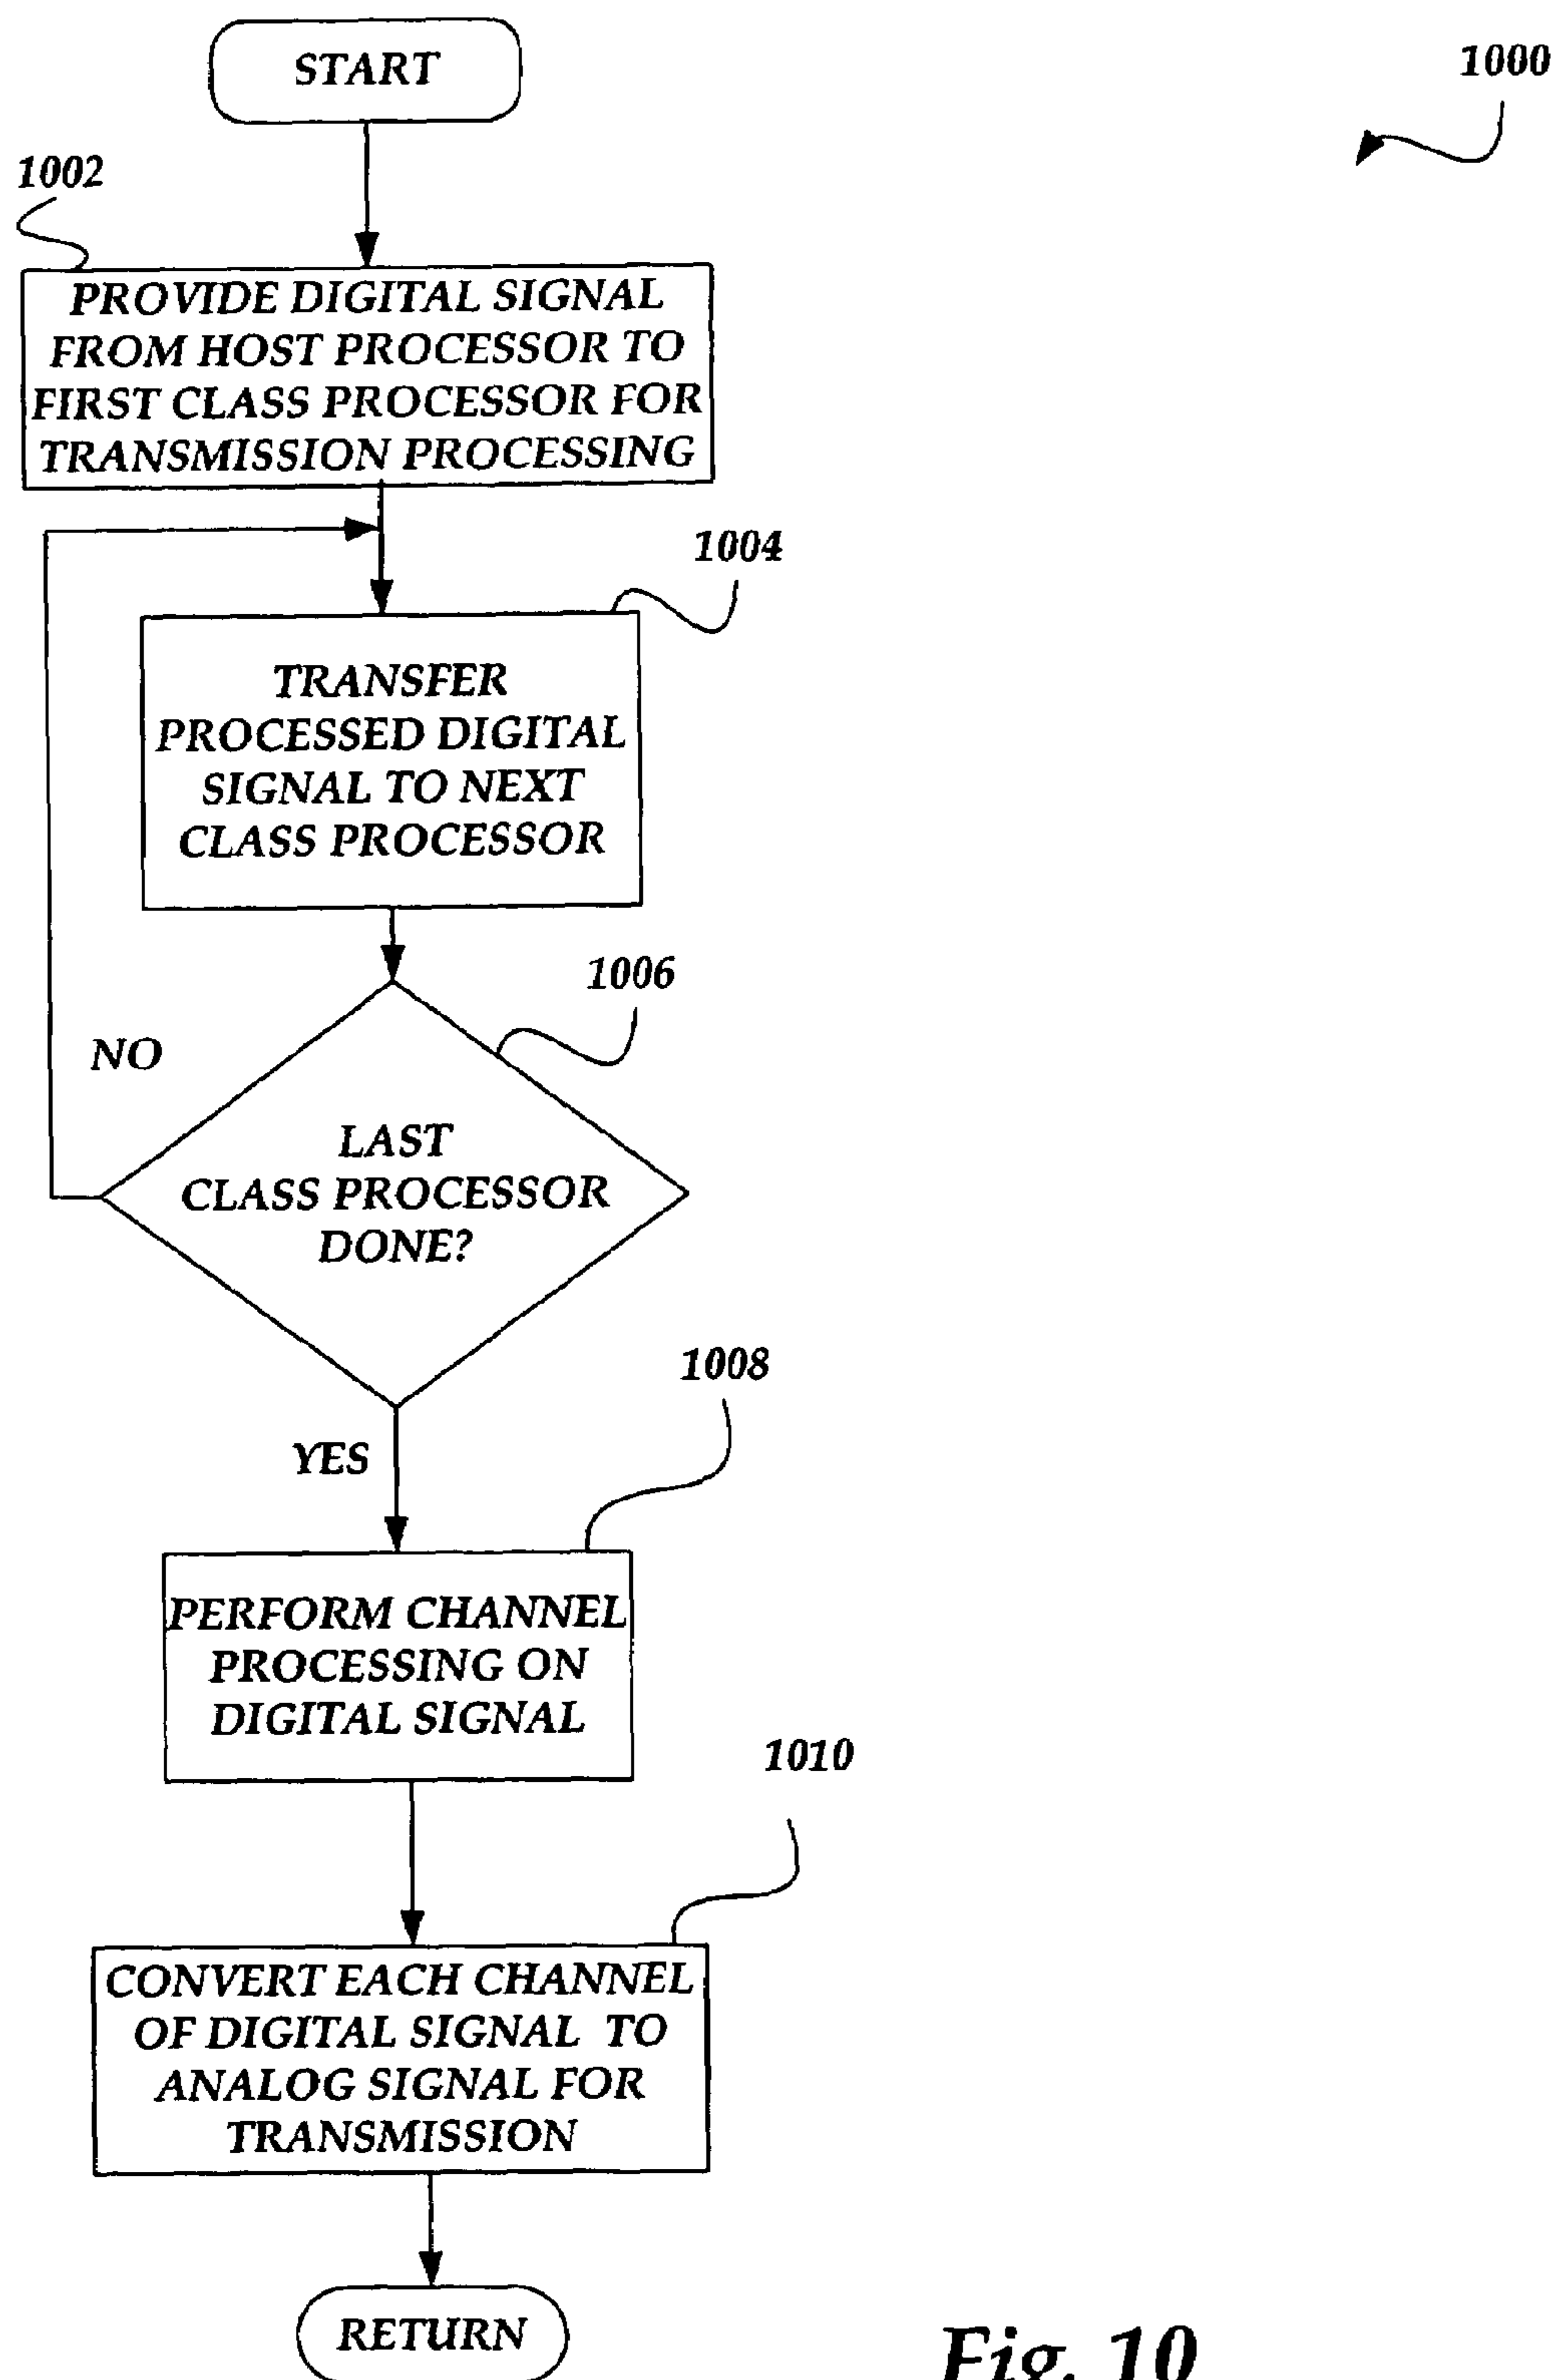 START
1000
1002
PROVIDE DIGITAL SIGNAL
FROM HOST PROCESSOR TO
FIRST CLASS PROCESSOR FOR
TRANSMISSION PROCESSING
1004
TRANSFER
PROCESSED DIGITAL
SIGNAL TO NEXT
CLASS PROCESSOR
1006
NO
LAST
CLASS PROCESSOR
DONE?
1008
YES
PERFORM CHANNEL
PROCESSING ON
DIGITAL SIGNAL
1010
CONVERT EACH CHANNEL
OF DIGITAL SIGNAL TO
ANALOG SIGNAL FOR
TRANSMISSION
RETURN
Fig. 10